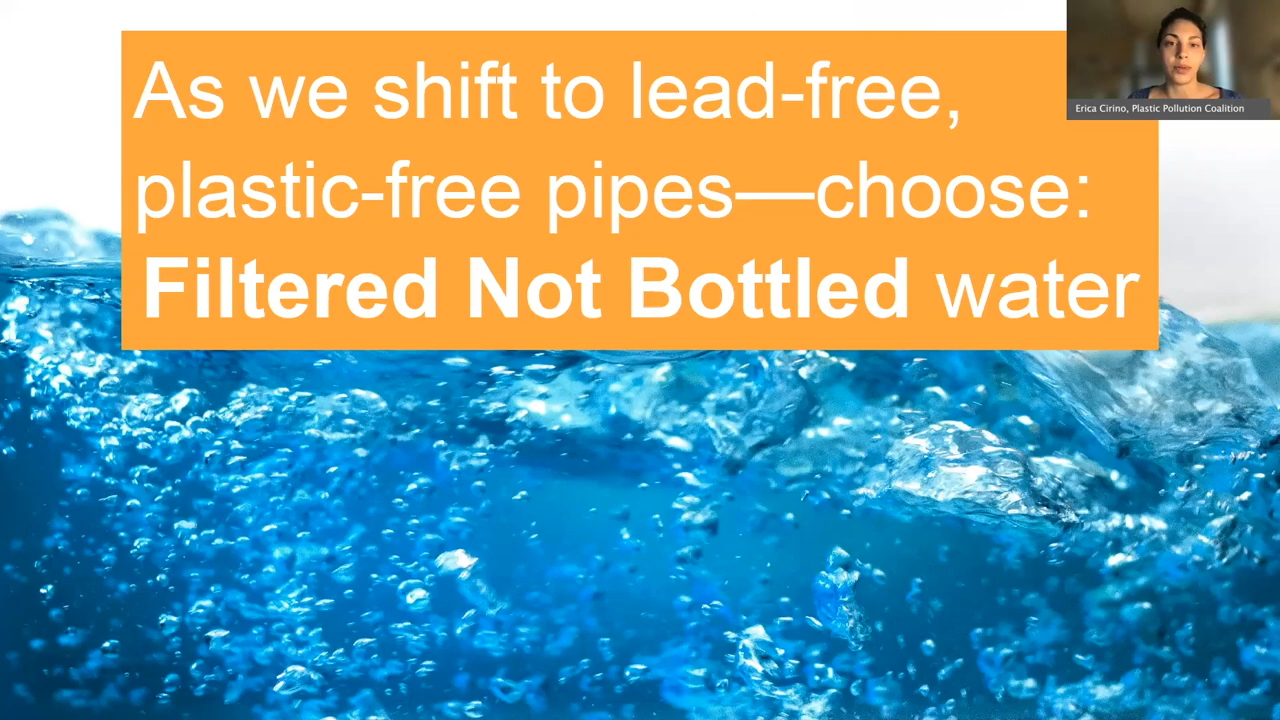 As we shift to lead-free,
plastic-free pipes—choose:
Filtered Not Bottled water
Erica Cirino, Plastic Pollution Coalition